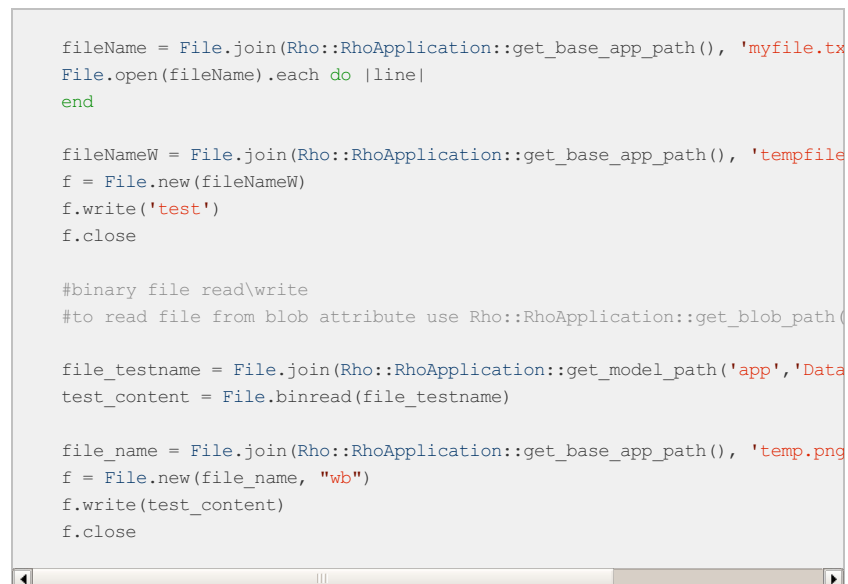 fileName = File.join(Rho::RhoApplication::get_base_app_path(), 'myfile.tx
File.open(fileName).each do |line|
end
fileNameW = File.join(Rho::RhoApplication::get_base_app_path(), 'tempfile
f = File.new(fileNameW)
f.write('test')
f.close
#binary file read\write
#to read file from blob attribute use Rho::RhoApplication::get_blob_path(
file_testname = File.join(Rho::RhoApplication::get_model_path('app','Data
test_content = File.binread(file_testname)
file_name = File.join(Rho::RhoApplication::get_base_app_path(), 'temp.png
f = File.new(file_name, "wb")
f.write(test_content)
f.close